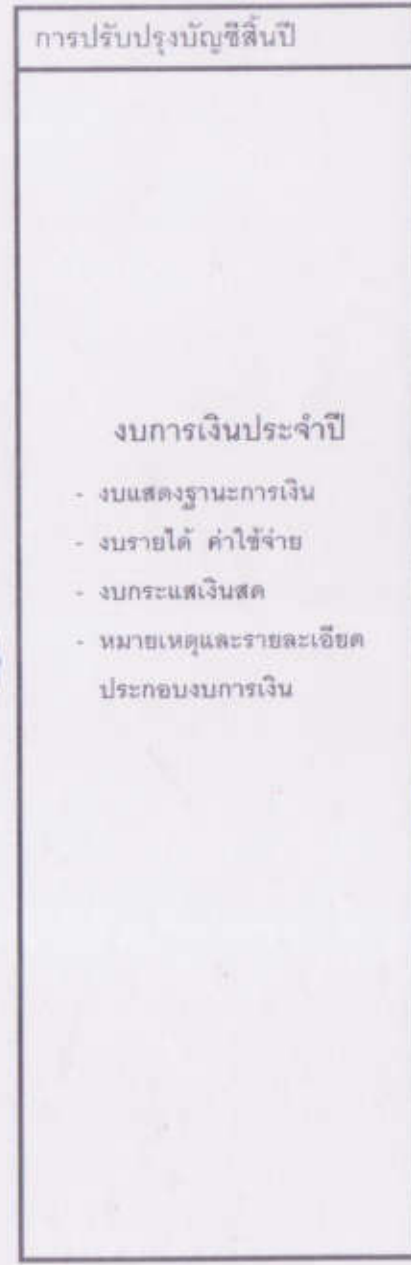 การปรับปรุงบัญชีสิ้นปี
งบการเงินประจำปี
- งบแสดงฐานะการเงิน
- งบรายได้ ค่าใช้จ่าย
- งบกระแสเงินสด
- หมายเหตุและรายละเอียด
ประกอบงบการเงิน